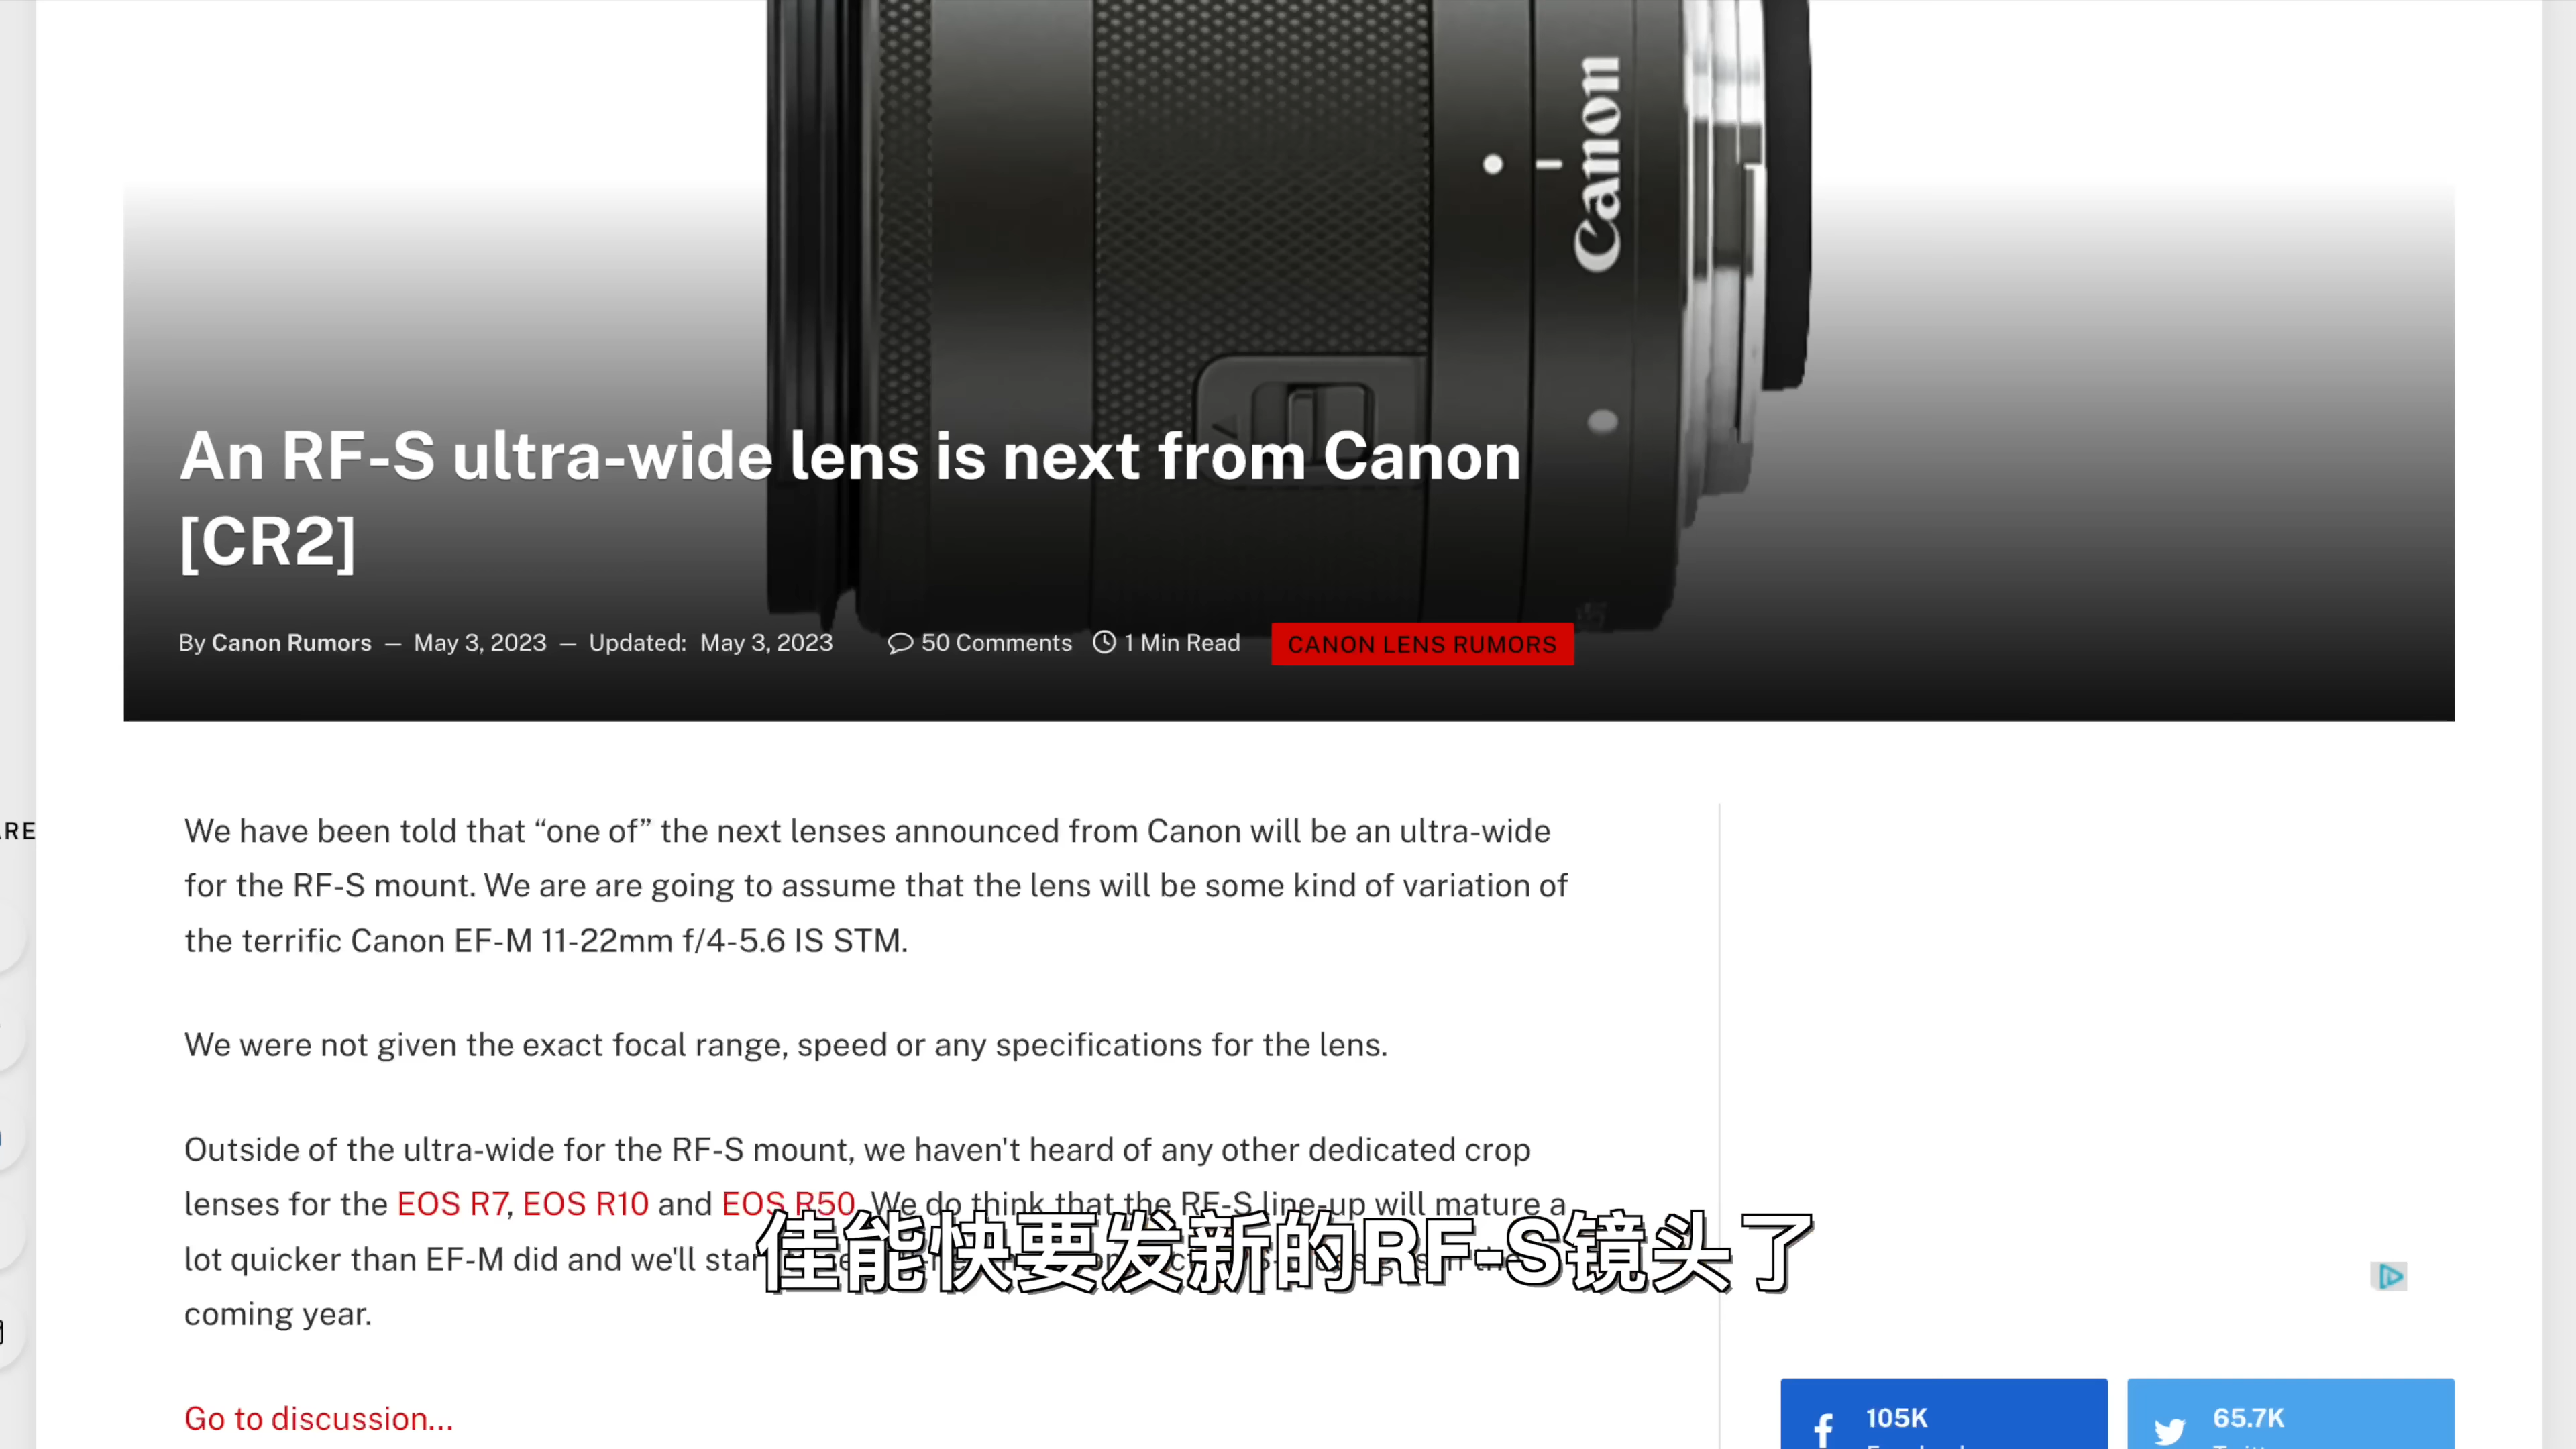 Canon
An RF-S ultra-wide lens is next from Canon
[CR2]
By Canon Rumors — May 3, 2023 — Updated: May 3, 2023 50 Comments 1 Min Read CANON LENS RUMORS
We have been told that “one of” the next lenses announced from Canon will be an ultra-wide
for the RF-S mount. We are are going to assume that the lens will be some kind of variation of
the terrific Canon EF-M 11-22mm f/4-5.6 IS STM.
We were not given the exact focal range, speed or any specifications for the lens.
Outside of the ultra-wide for the RF-S mount, we haven't heard of any other dedicated crop
lenses for the EOS R7, EOS R10 and EOS R50. We do think that the RF-S line-up will mature a
lot quicker than EF-M did and we'll
coming year.
佳能快要发新的RF-S镜头了
Go to discussion...
105K
65.7K